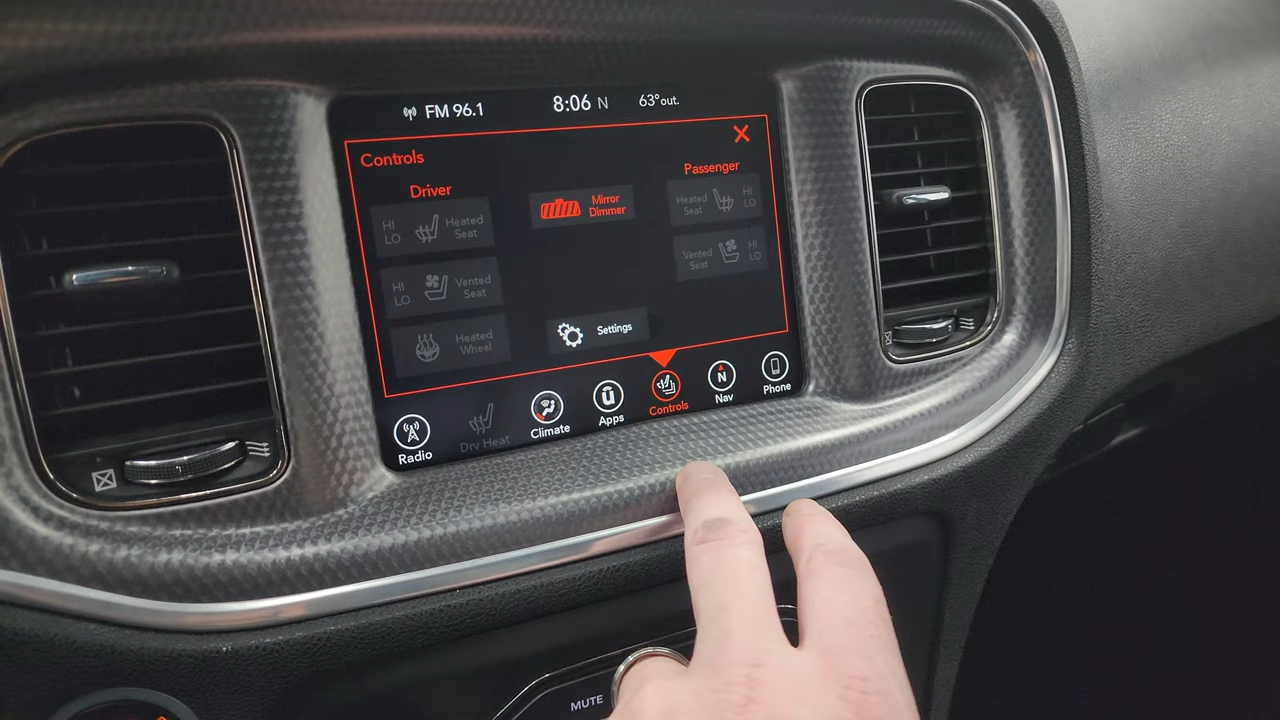 FM 96.1
8:06 N
63°out.
Controls
Driver
Passenger
HI
LO
Heated
Seat
Mirror
Dimmer
Heated
Seat
HI
LO
HI
LO
Vented
Seat
Vented
Seat
HI
LO
Heated
Wheel
Settings
Radio
Drv Heat
Climate
Apps
Controls
N
Nav
Phone
MUTE